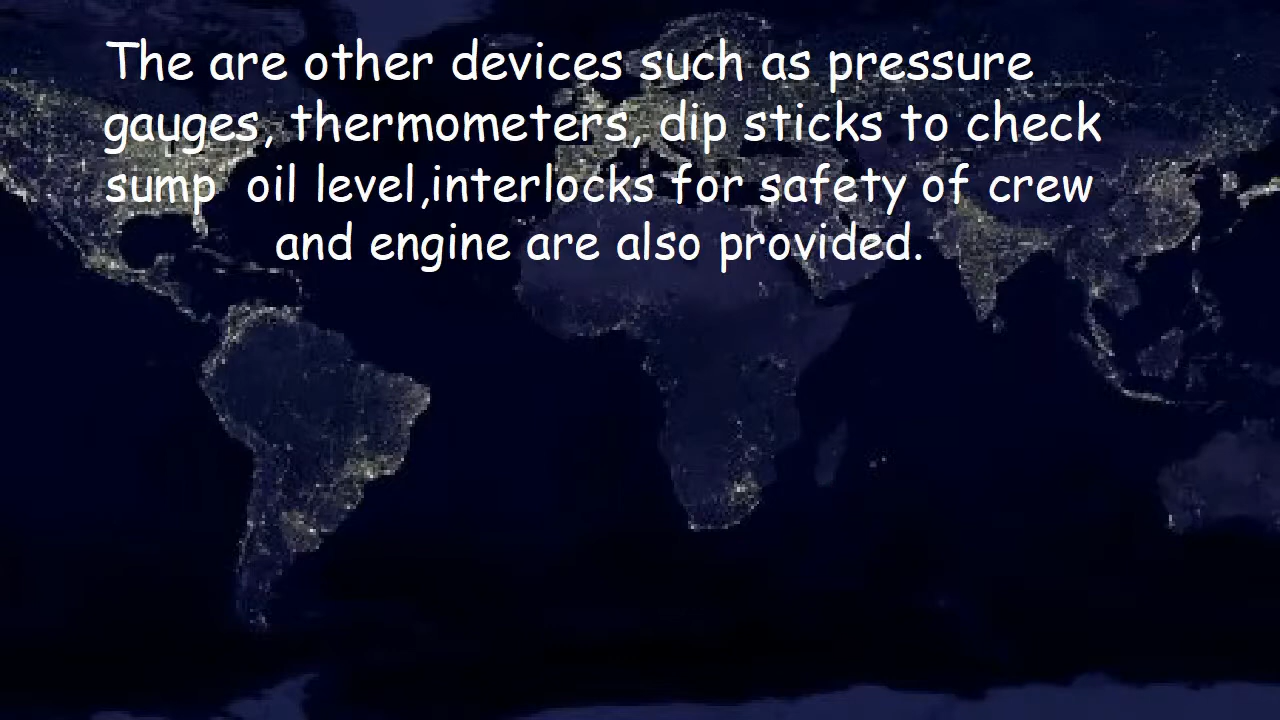 The are other devices such as pressure
gauges, thermometers, dip sticks to check
sump  oil level,interlocks for safety of crew
and engine are also provided.